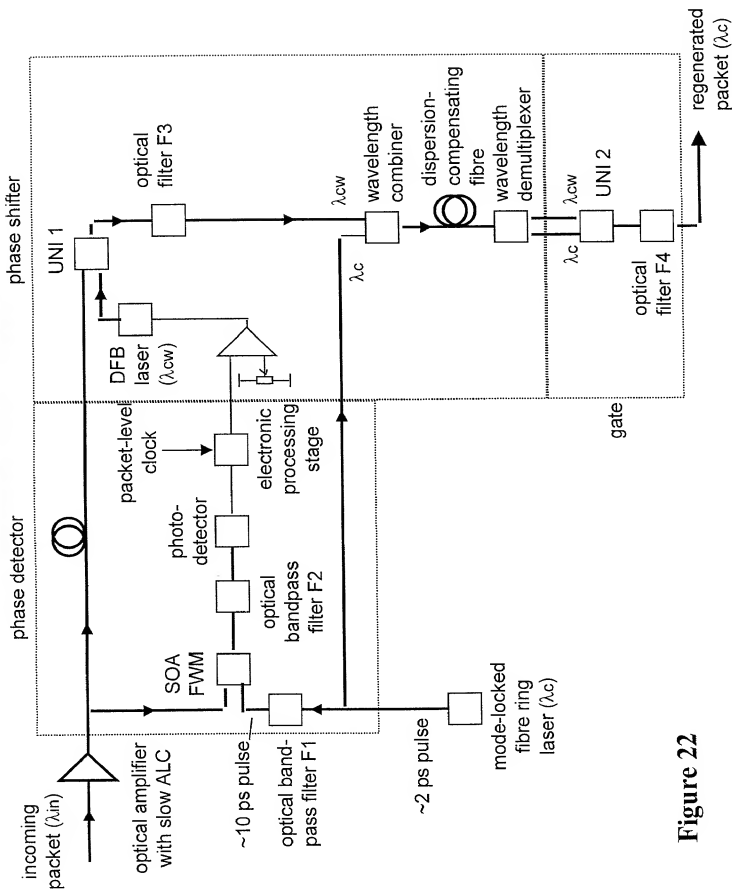 phase detector
phase shifter
incoming
packet (λin)
optical amplifier
with slow ALC
SOA
FWM
~10 ps pulse
optical band-
pass filter F1
~2 ps pulse
mode-locked
fibre ring
laser (λc)
optical
bandpass
filter F2
photo-
detector
packet-level
clock
electronic
processing
stage
DFB
laser
(λcw)
UNI 1
optical
filter F3
λcw
λc
wavelength
combiner
dispersion-
compensating
fibre
wavelength
demultiplexer
λcw
λc
UNI 2
optical
filter F4
gate
regenerated
packet (λc)
Figure 22